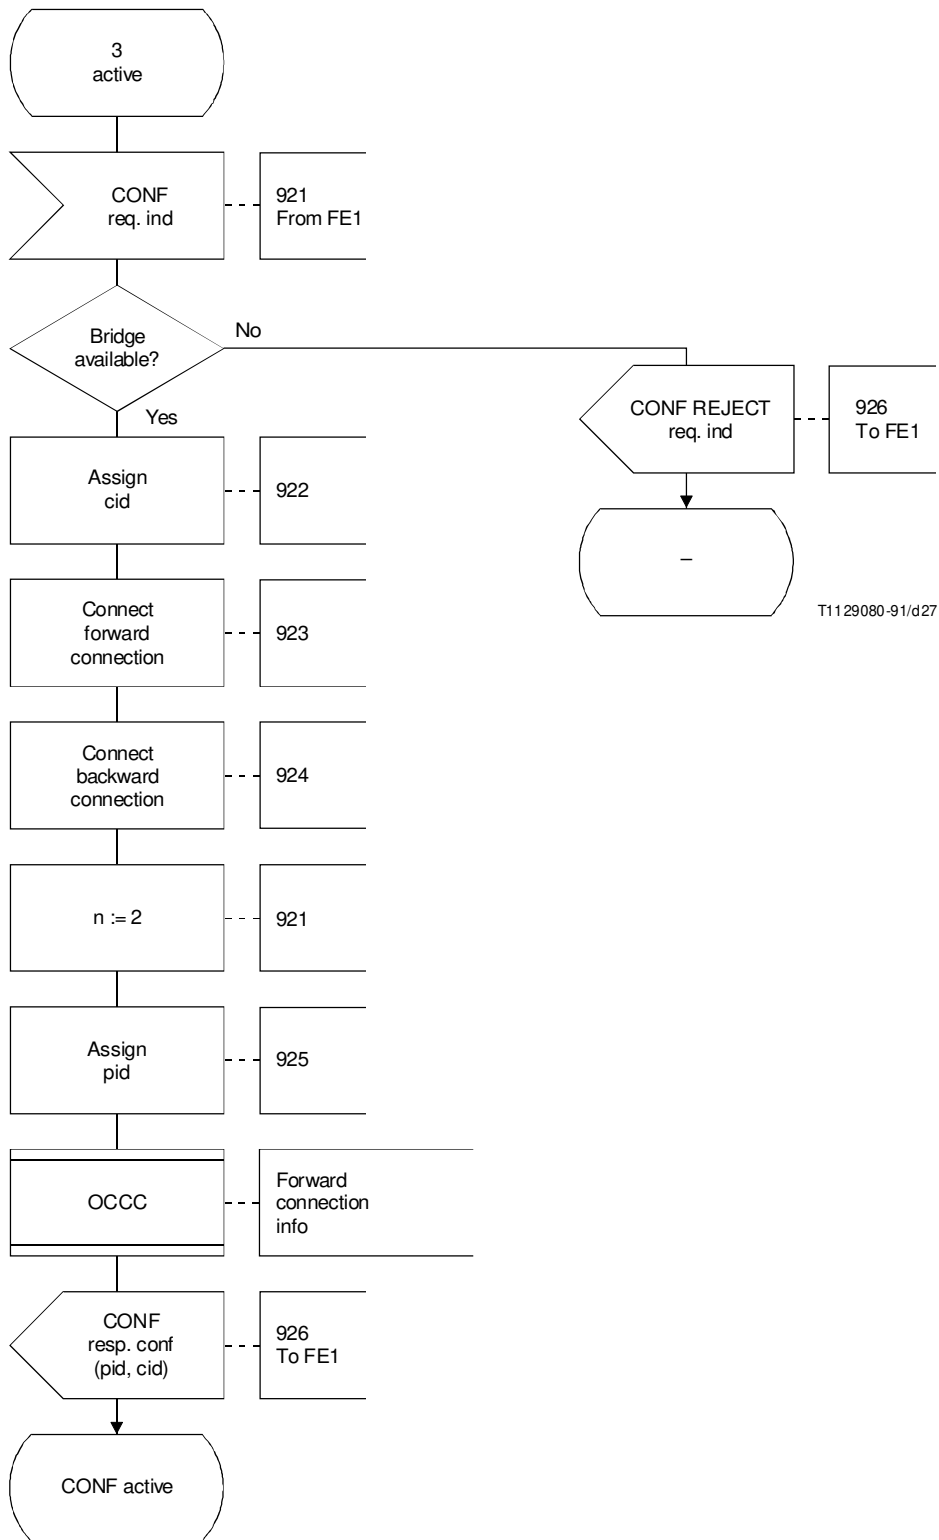 3
active
CONF
req. ind
921
From FE1
Bridge
available?
No
Yes
CONF REJECT
req. ind
926
To FE1
Assign
cid
922
–
Connect
forward
connection
923
T1129080-91/d27
Connect
backward
connection
924
n := 2
921
Assign
pid
925
OCCC
Forward
connection
info
CONF
resp. conf
(pid, cid)
926
To FE1
CONF active